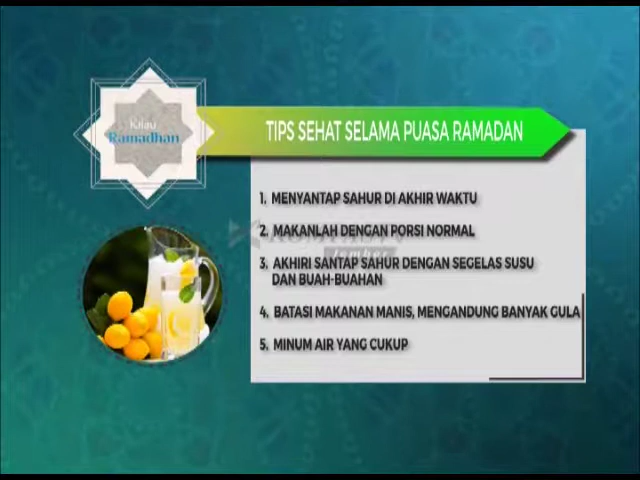 Kilau
Ramadhan
TIPS SEHAT SELAMA PUASA RAMADAN
1. MENYANTAP SAHUR DI AKHIR WAKTU
2. MAKANLAH DENGAN PORSI NORMAL
3. AKHIRI SANTAP SAHUR DENGAN SEGELAS SUSU
DAN BUAH-BUAHAN
4. BATASI MAKANAN MANIS, MENGANDUNG BANYAK GULA
5. MINUM AIR YANG CUKUP